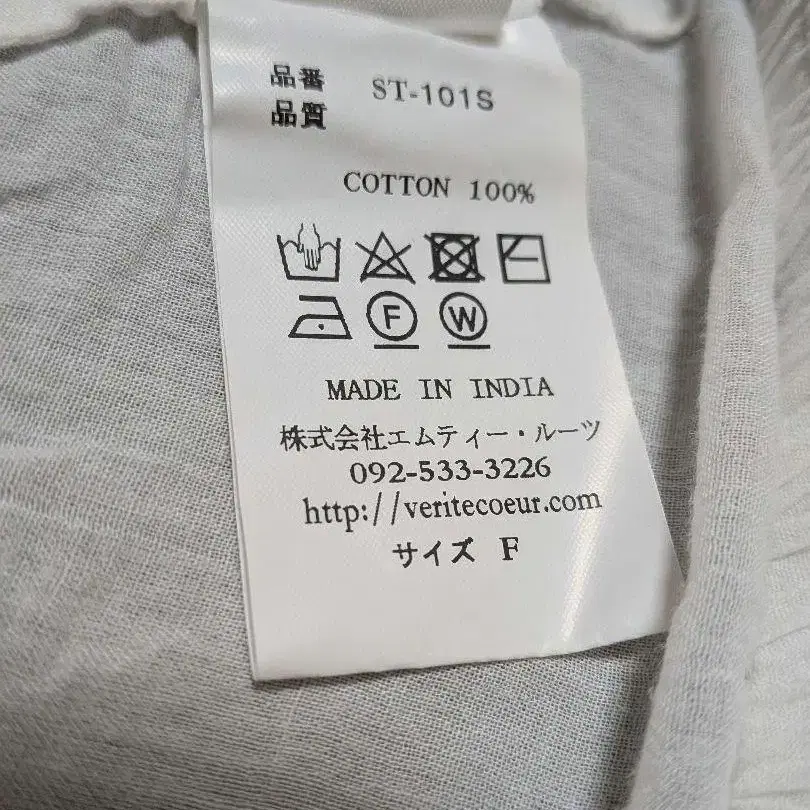 品番 ST-101S
品質
COTTON 100%
F W
MADE IN INDIA
株式会社エムティー・ルーツ
092-533-3226
http://veritecoeur.com
サイズ F